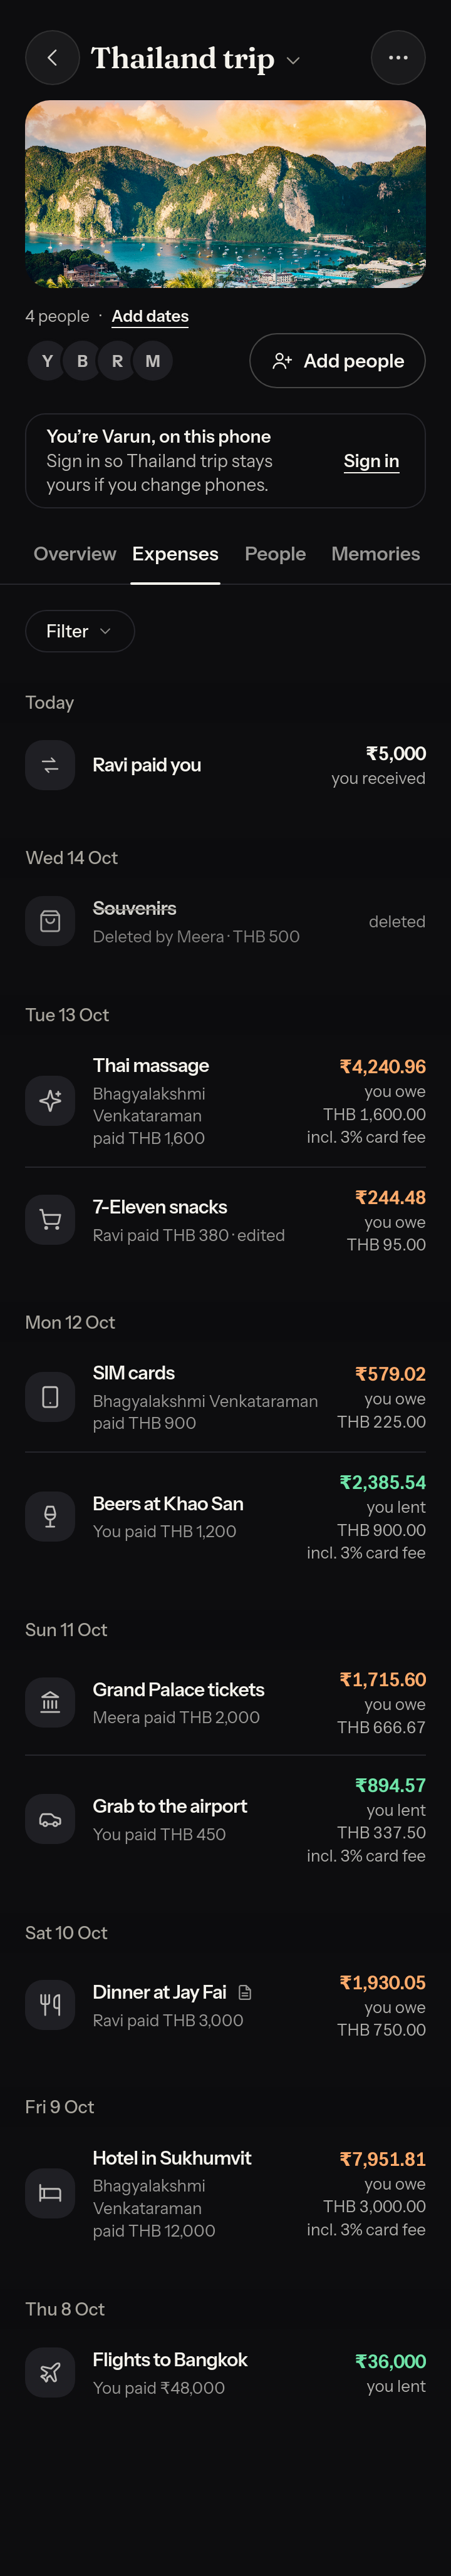 Thailand trip
4 people · Add dates
Y B R M
Add people
You’re Varun, on this phone
Sign in so Thailand trip stays
yours if you change phones.
Sign in
Overview Expenses People Memories
Filter
Today
Ravi paid you
₹5,000
you received
Wed 14 Oct
Souvenirs
Deleted by Meera · THB 500
deleted
Tue 13 Oct
Thai massage
Bhagyalakshmi
Venkataraman
paid THB 1,600
₹4,240.96
you owe
THB 1,600.00
incl. 3% card fee
7-Eleven snacks
Ravi paid THB 380 · edited
₹244.48
you owe
THB 95.00
Mon 12 Oct
SIM cards
Bhagyalakshmi Venkataraman
paid THB 900
₹579.02
you owe
THB 225.00
Beers at Khao San
You paid THB 1,200
₹2,385.54
you lent
THB 900.00
incl. 3% card fee
Sun 11 Oct
Grand Palace tickets
Meera paid THB 2,000
₹1,715.60
you owe
THB 666.67
Grab to the airport
You paid THB 450
₹894.57
you lent
THB 337.50
incl. 3% card fee
Sat 10 Oct
Dinner at Jay Fai
Ravi paid THB 3,000
₹1,930.05
you owe
THB 750.00
Fri 9 Oct
Hotel in Sukhumvit
Bhagyalakshmi
Venkataraman
paid THB 12,000
₹7,951.81
you owe
THB 3,000.00
incl. 3% card fee
Thu 8 Oct
Flights to Bangkok
You paid ₹48,000
₹36,000
you lent